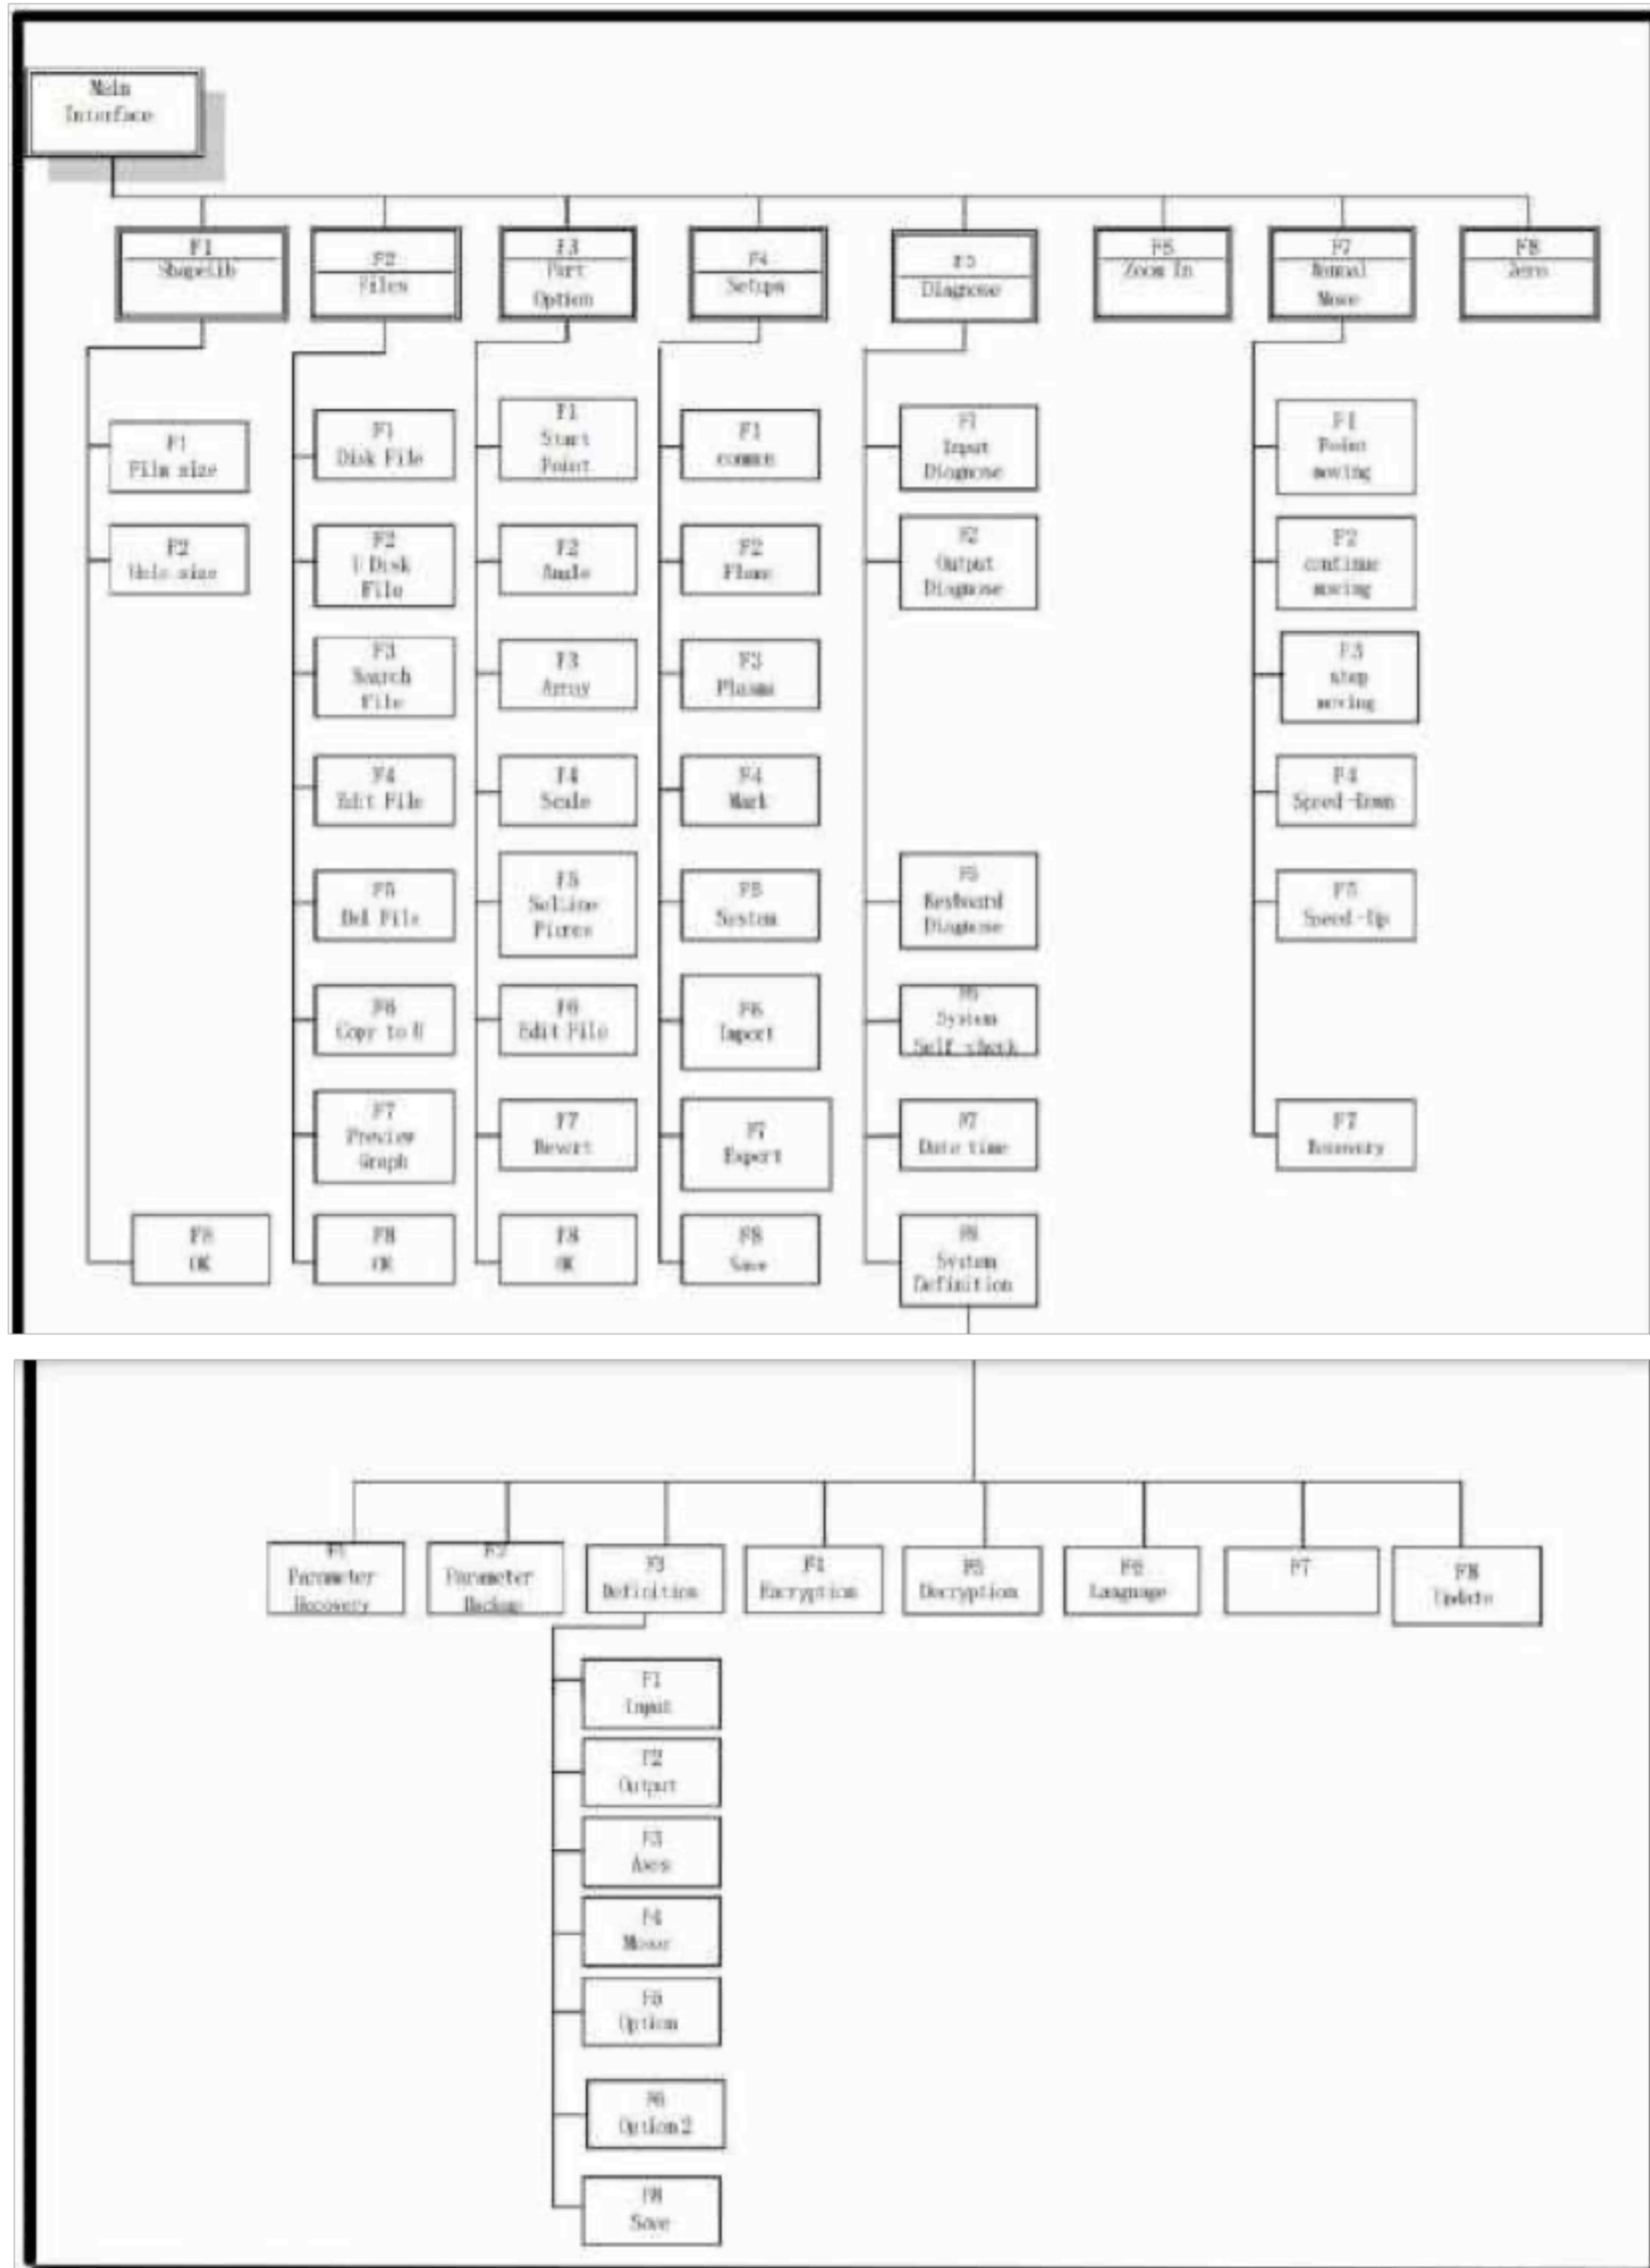 Main
Interface
F1
Shapelib
F2
Files
F3
Part
Option
F4
Setups
F5
Diagnose
F6
Zoom In
F7
Manual
Move
F8
Zero
F1
Film size
F2
size
F8
OK
F1
Disk File
F2
U Disk
File
F3
Search
File
F4
Edit File
F5
Del File
F6
Copy to U
F7
Preview
Graph
F8
OK
F1
Start
Point
F2
Angle
F3
Array
F4
Scale
F5
F6
Edit File
F7
Revert
F8
OK
F1
F2
Flame
F3
Plasma
F4
Mark
F5
System
F6
Import
F7
Export
F8
Save
F1
Input
Diagnose
F2
Output
Diagnose
F5
Keyboard
Diagnose
F6
System
Self check
F7
Date time
F8
System
Definition
F1
Point
moving
F2
continue
moving
F3
step
moving
F4
Speed-Down
F5
Speed-Up
F7
Recovery
F1
Parameter
Recovery
F2
Parameter
Backup
F3
Definition
F4
Encryption
F5
Decryption
F6
Language
F7
F8
Update
F1
Input
F2
Output
F3
Axes
F4
F5
Option
F6
Option2
F8
Save